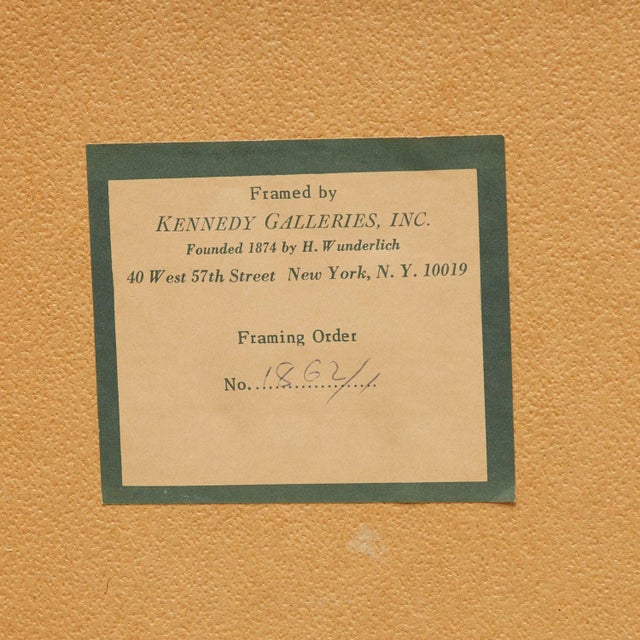 Framed by
KENNEDY GALLERIES, INC.
Founded 1874 by H. Wunderlich
40 West 57th Street New York, N. Y. 10019
Framing Order
No. 1862/1